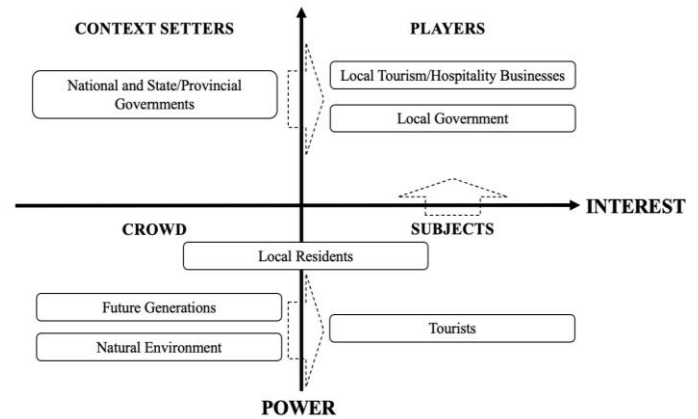 CONTEXT SETTERS
PLAYERS
National and State/Provincial
Governments
Local Tourism/Hospitality Businesses
Local Government
INTEREST
CROWD
SUBJECTS
Local Residents
Future Generations
Natural Environment
Tourists
POWER